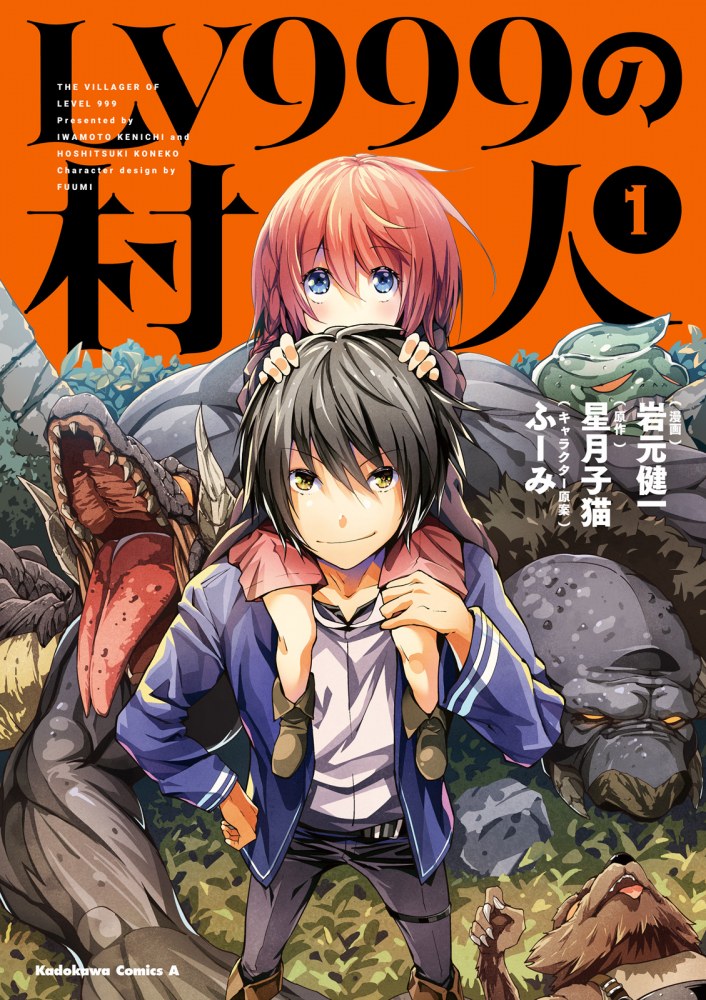 LV999の
村人
1
THE VILLAGER OF
LEVEL 999
Presented by
IWAMOTO KENICHI and
HOSHITSUKI KONEKO
Character design by
FUUMI
(漫画)
岩元健一
(原作)
星月子猫
(キャラクター原案)
ふーみ
Kadokawa Comics A